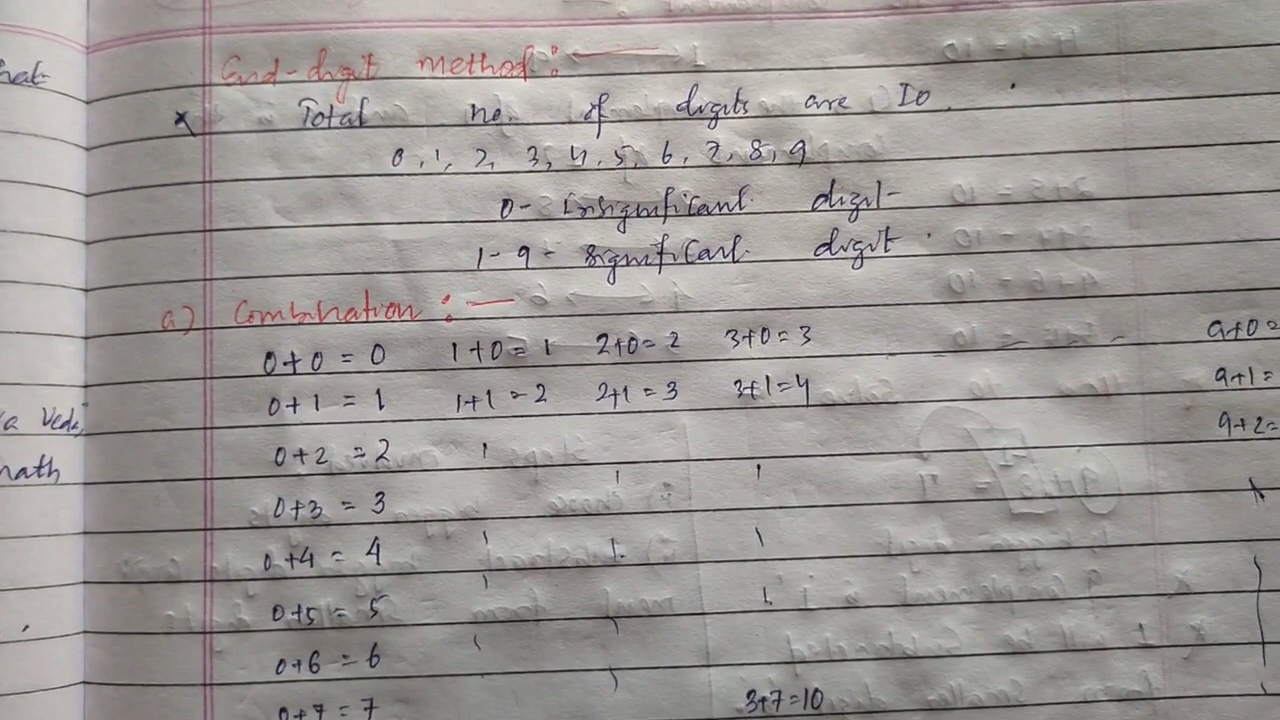 End-digit method :
x Total no. of digits are 10.
0, 1, 2, 3, 4, 5, 6, 7, 8, 9
0 - Insignificant digit
1 - 9 - Significant digit
a) Combination : —
0+0 = 0 1+0 = 1 2+0 = 2 3+0 = 3 9+0 =
0+1 = 1 1+1 = 2 2+1 = 3 3+1 = 4 9+1 =
0+2 = 2 9+2 =
0+3 = 3
0+4 = 4
0+5 = 5
0+6 = 6
0+7 = 7 3+7 = 10
a Veda,
math